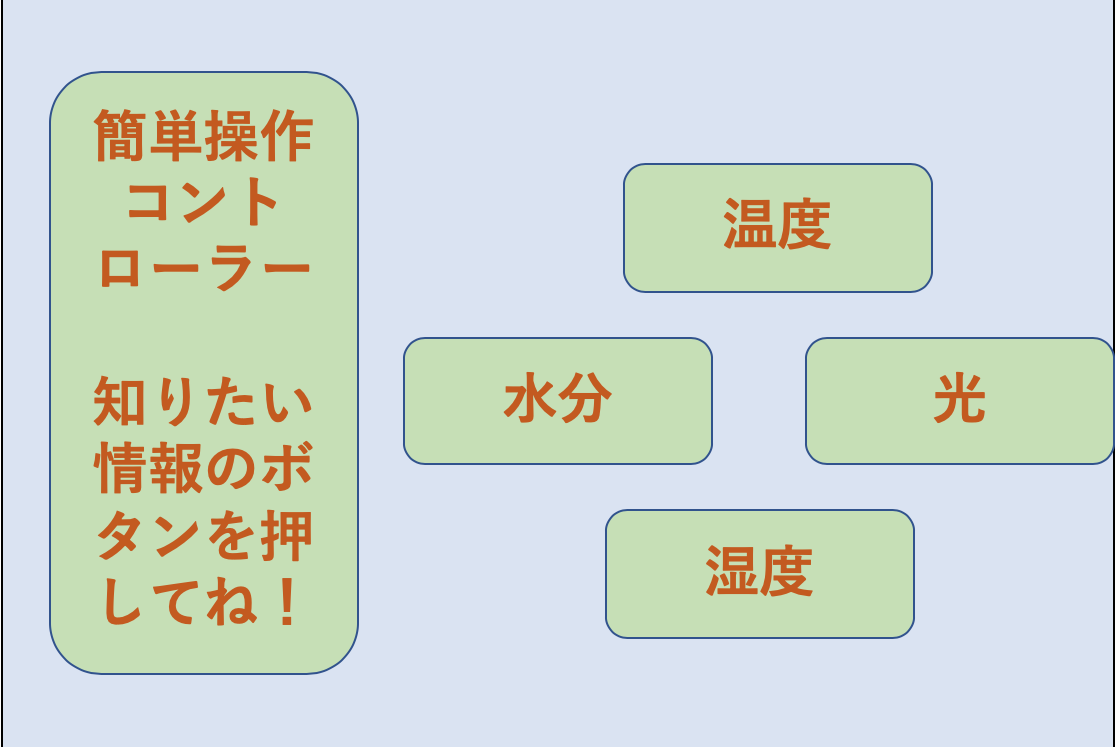 簡単操作
コント
ローラー
知りたい
情報のボ
タンを押
してね！
温度
水分
光
湿度